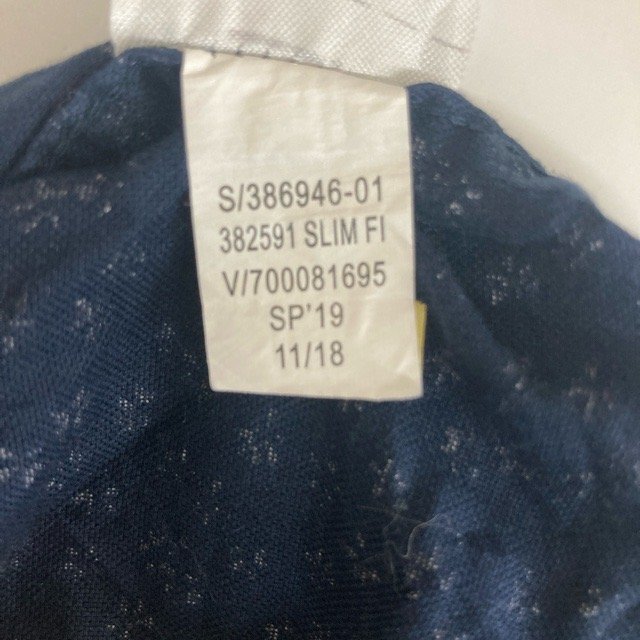 S/386946-01
382591 SLIM FI
V/700081695
SP'19
11/18